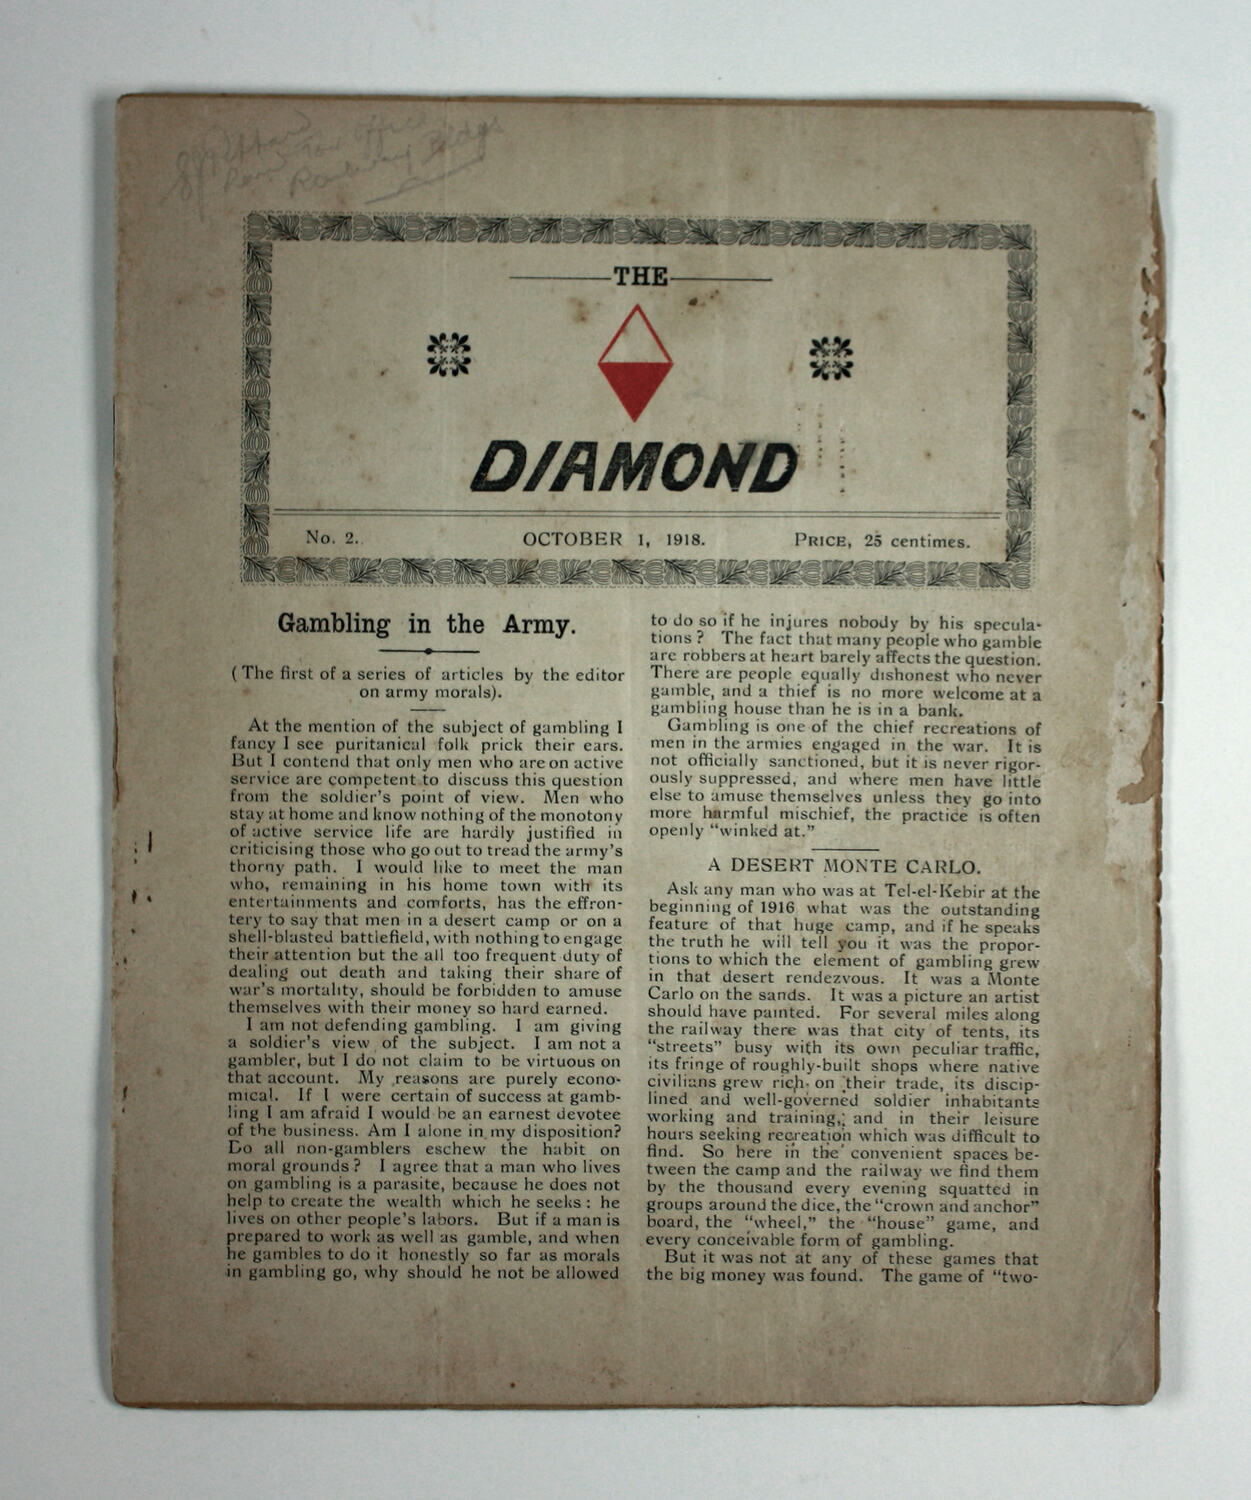 Railway Bldgs
THE
DIAMOND
No. 2.
OCTOBER 1, 1918.
PRICE, 25 centimes.
Gambling in the Army.
(The first of a series of articles by the editor
on army morals).
At the mention of the subject of gambling I
fancy I see puritanical folk prick their ears.
But I contend that only men who are on active
service are competent to discuss this question
from the soldier's point of view. Men who
stay at home and know nothing of the monotony
of active service life are hardly justified in
criticising those who go out to tread the army's
thorny path. I would like to meet the man
who, remaining in his home town with its
entertainments and comforts, has the effron-
tery to say that men in a desert camp or on a
shell-blasted battlefield, with nothing to engage
their attention but the all too frequent duty of
dealing out death and taking their share of
war's mortality, should be forbidden to amuse
themselves with their money so hard earned.
I am not defending gambling. I am giving
a soldier's view of the subject. I am not a
gambler, but I do not claim to be virtuous on
that account. My reasons are purely econo-
mical. If I were certain of success at gamb-
ling I am afraid I would be an earnest devotee
of the business. Am I alone in my disposition?
Do all non-gamblers eschew the habit on
moral grounds? I agree that a man who lives
on gambling is a parasite, because he does not
help to create the wealth which he seeks: he
lives on other people's labors. But if a man is
prepared to work as well as gamble, and when
he gambles to do it honestly so far as morals
in gambling go, why should he not be allowed
to do so if he injures nobody by his specula-
tions? The fact that many people who gamble
are robbers at heart barely affects the question.
There are people equally dishonest who never
gamble, and a thief is no more welcome at a
gambling house than he is in a bank.
Gambling is one of the chief recreations of
men in the armies engaged in the war. It is
not officially sanctioned, but it is never rigor-
ously suppressed, and where men have little
else to amuse themselves unless they go into
more harmful mischief, the practice is often
openly "winked at."
A DESERT MONTE CARLO.
Ask any man who was at Tel-el-Kebir at the
beginning of 1916 what was the outstanding
feature of that huge camp, and if he speaks
the truth he will tell you it was the propor-
tions to which the element of gambling grew
in that desert rendezvous. It was a Monte
Carlo on the sands. It was a picture an artist
should have painted. For several miles along
the railway there was that city of tents, its
"streets" busy with its own peculiar traffic,
its fringe of roughly-built shops where native
civilians grew rich on their trade, its discip-
lined and well-governed soldier inhabitants
working and training, and in their leisure
hours seeking recreation which was difficult to
find. So here in the convenient spaces be-
tween the camp and the railway we find them
by the thousand every evening squatted in
groups around the dice, the "crown and anchor"
board, the "wheel," the "house" game, and
every conceivable form of gambling.
But it was not at any of these games that
the big money was found. The game of "two-